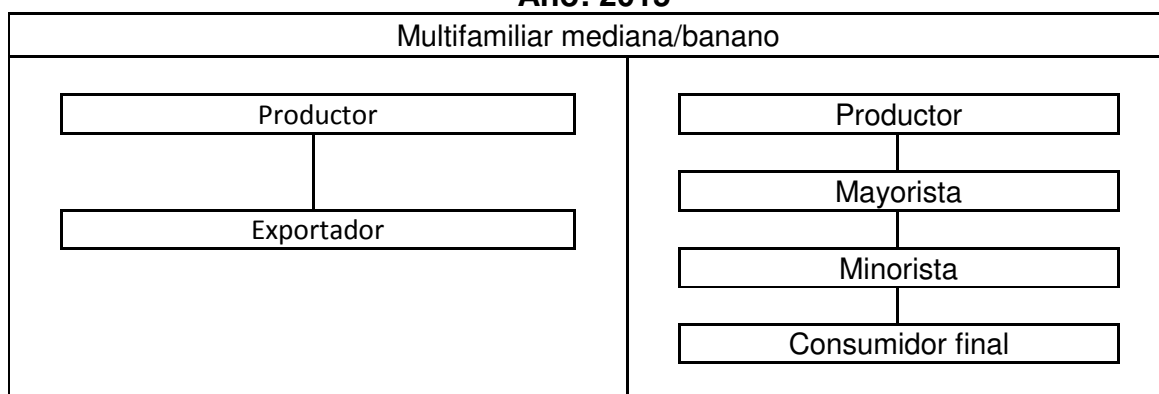 Multifamiliar mediana/banano
Productor
Exportador
Productor
Mayorista
Minorista
Consumidor final